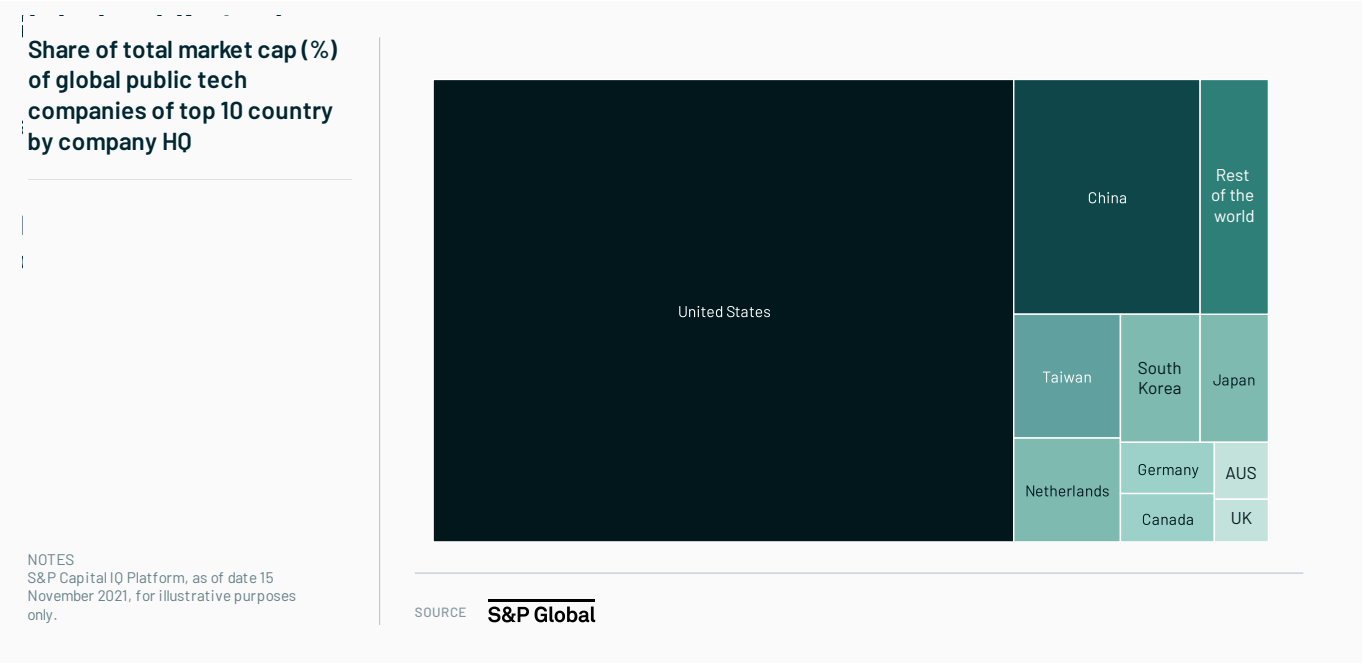 Share of total market cap (%)
of global public tech
companies of top 10 country
by company HQ
NOTES
S&P Capital IQ Platform, as of date 15
November 2021, for illustrative purposes
only.
United States
China
Rest
of the
world
Taiwan
South
Korea
Japan
Netherlands
Germany
AUS
Canada
UK
SOURCE S&P Global